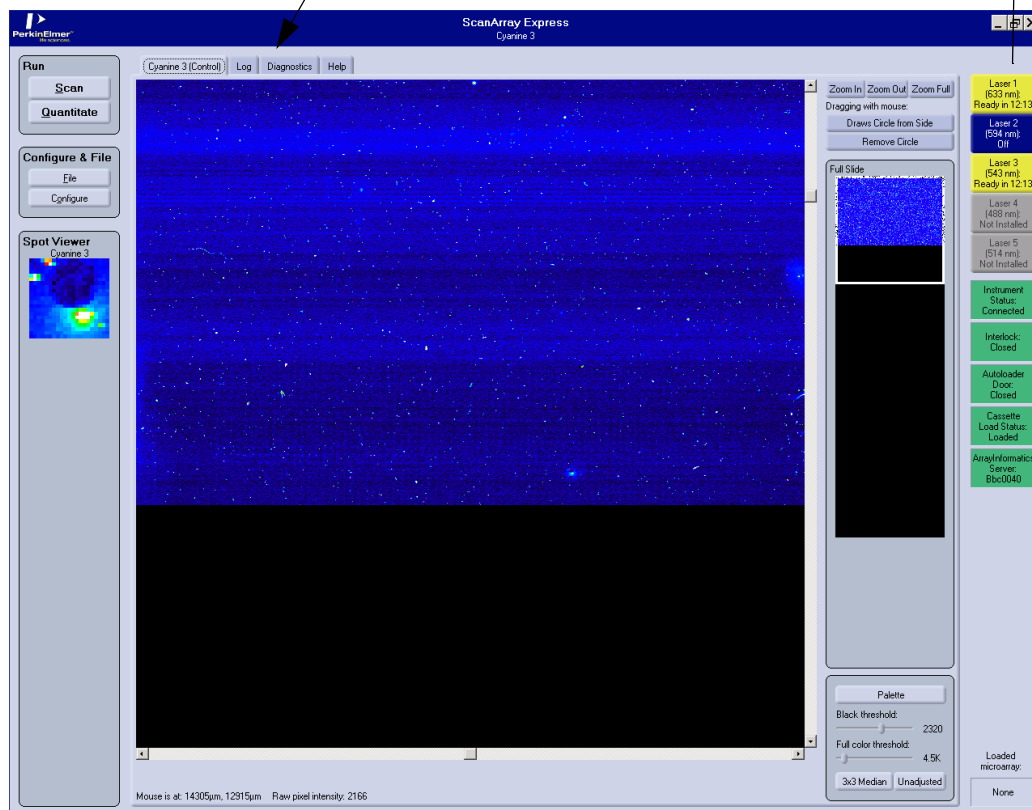 PerkinElmer™
life sciences.
ScanArray Express
Cyanine 3
Run
Scan
Quantitate
Configure & File
File
Configure
Spot Viewer
Cyanine 3
Cyanine 3 (Control)
Log
Diagnostics
Help
Zoom In
Zoom Out
Zoom Full
Dragging with mouse:
Draws Circle from Side
Remove Circle
Full Slide
Palette
Black threshold:
2320
Full color threshold:
4.5K
3x3 Median
Unadjusted
Mouse is at: 14305µm, 12915µm Raw pixel intensity: 2166
Laser 1
(633 nm):
Ready in 12:13
Laser 2
(594 nm):
Off
Laser 3
(543 nm):
Ready in 12:13
Laser 4
(488 nm):
Not Installed
Laser 5
(514 nm):
Not Installed
Instrument
Status:
Connected
Interlock:
Closed
Autoloader
Door:
Closed
Cassette
Load Status:
Loaded
ArrayInformatics
Server:
Bbc0040
Loaded
microarray:
None